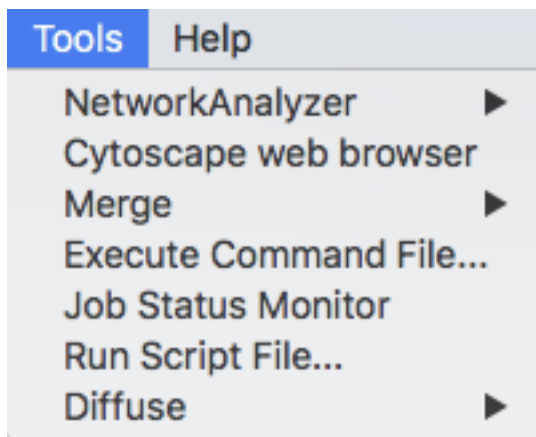 Tools Help
NetworkAnalyzer
Cytoscape web browser
Merge
Execute Command File...
Job Status Monitor
Run Script File...
Diffuse